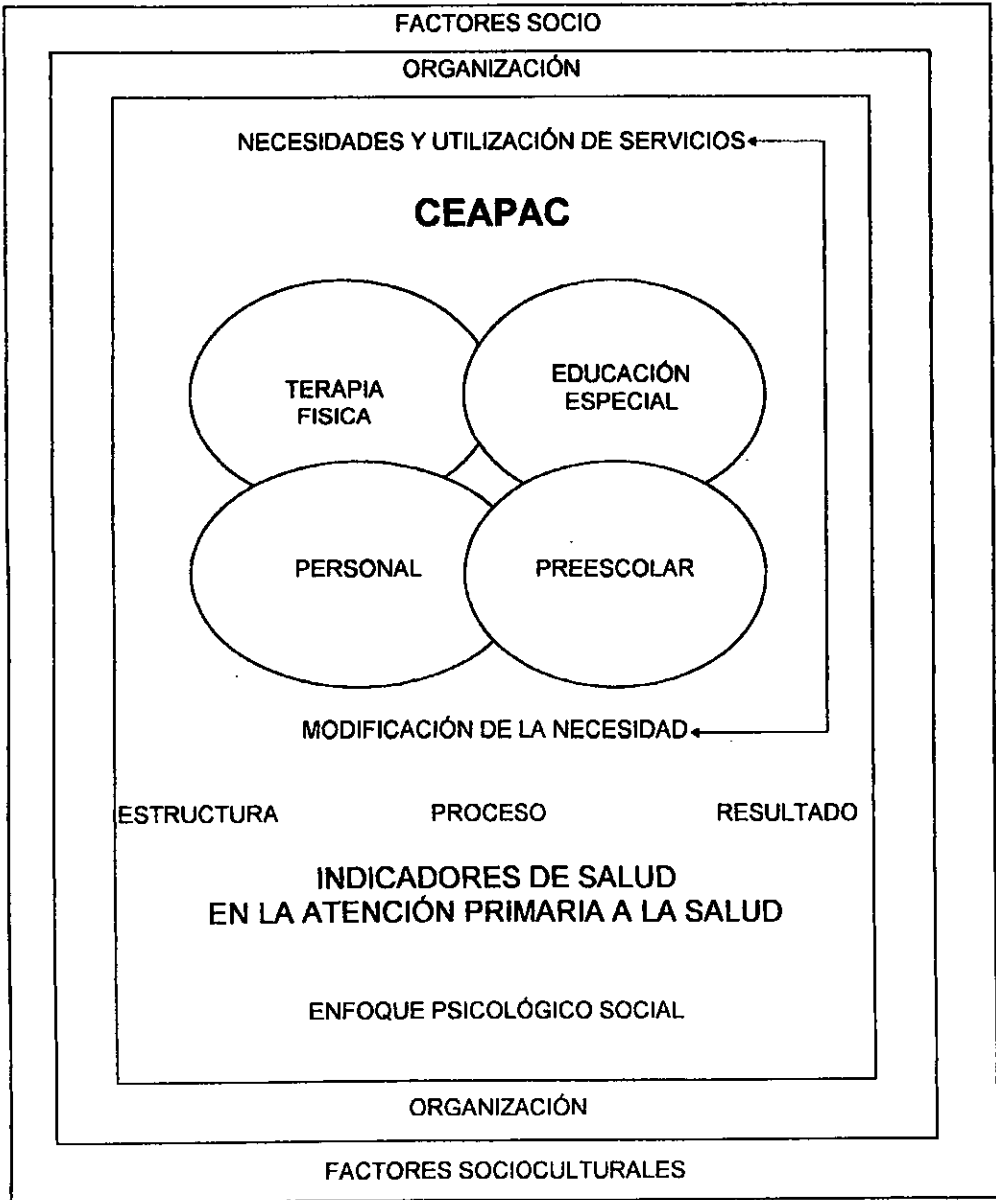 FACTORES SOCIO
ORGANIZACIÓN
NECESIDADES Y UTILIZACIÓN DE SERVICIOS
CEAPAC
TERAPIA
FISICA
EDUCACIÓN
ESPECIAL
PERSONAL
PREESCOLAR
MODIFICACIÓN DE LA NECESIDAD
ESTRUCTURA PROCESO RESULTADO
INDICADORES DE SALUD
EN LA ATENCIÓN PRIMARIA A LA SALUD
ENFOQUE PSICOLÓGICO SOCIAL
ORGANIZACIÓN
FACTORES SOCIOCULTURALES